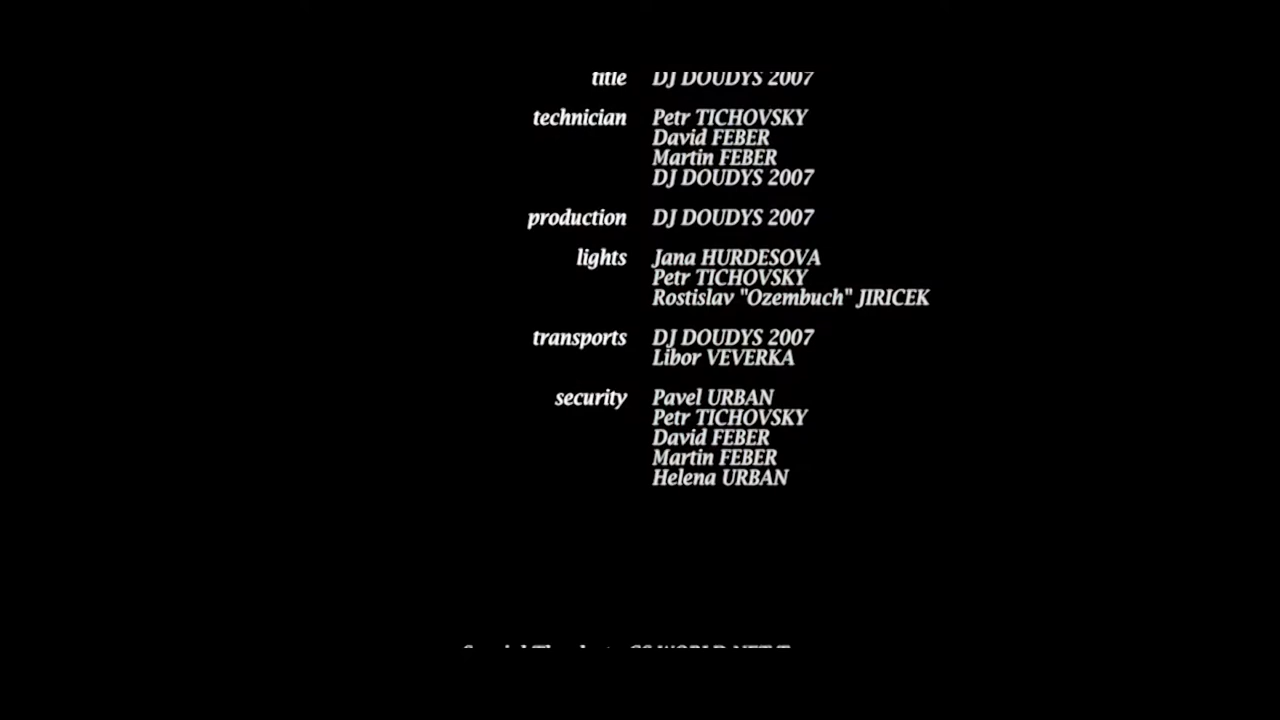 title DJ DOUDYS 2007
technician Petr TICHOVSKY
David FEBER
Martin FEBER
DJ DOUDYS 2007
production DJ DOUDYS 2007
lights Jana HURDESOVA
Petr TICHOVSKY
Rostislav "Ozembuch" JIRICEK
transports DJ DOUDYS 2007
Libor VEVERKA
security Pavel URBAN
Petr TICHOVSKY
David FEBER
Martin FEBER
Helena URBAN